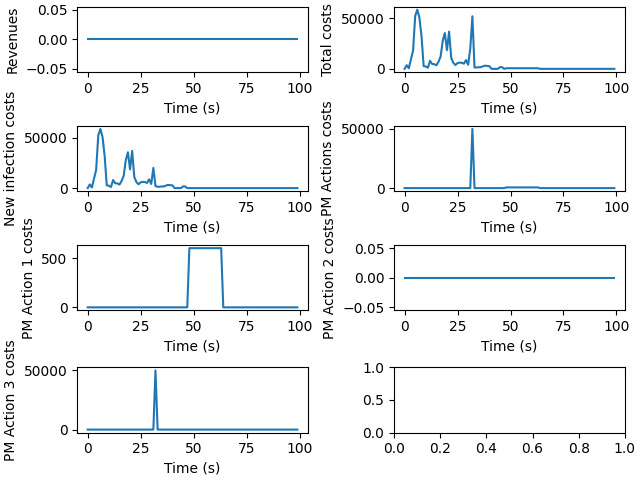 Revenues
0.05
0.00
−0.05
0 25 50 75 100
Time (s)
Total costs
50000
0
0 25 50 75 100
Time (s)
New infection costs
50000
0
0 25 50 75 100
Time (s)
PM Actions costs
50000
0
0 25 50 75 100
Time (s)
PM Action 1 costs
500
0
0 25 50 75 100
Time (s)
PM Action 2 costs
0.05
0.00
−0.05
0 25 50 75 100
Time (s)
PM Action 3 costs
50000
0
0 25 50 75 100
Time (s)
1.0
0.5
0.0
0.0 0.2 0.4 0.6 0.8 1.0